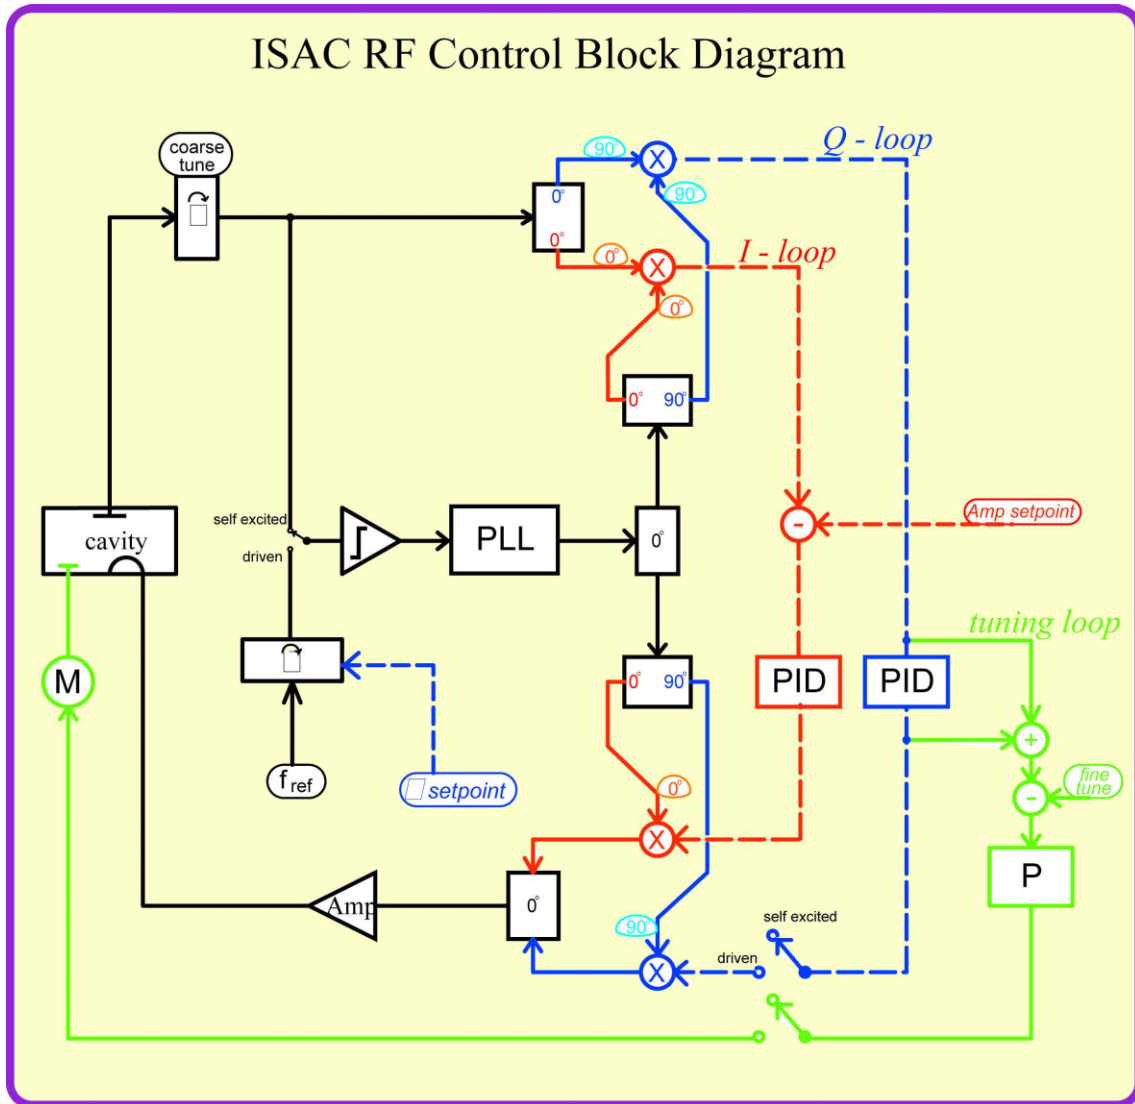 ISAC RF Control Block Diagram
coarse
tune
90°
X
Q - loop
0°
90°
0°
0°
X
I - loop
0°
0° 90°
self excited
driven
cavity
PLL
0°
-
Amp setpoint
tuning loop
M
0° 90°
PID
PID
+
f ref
setpoint
0°
-
fine
tune
X
P
Amp
0°
90°
self excited
driven
X